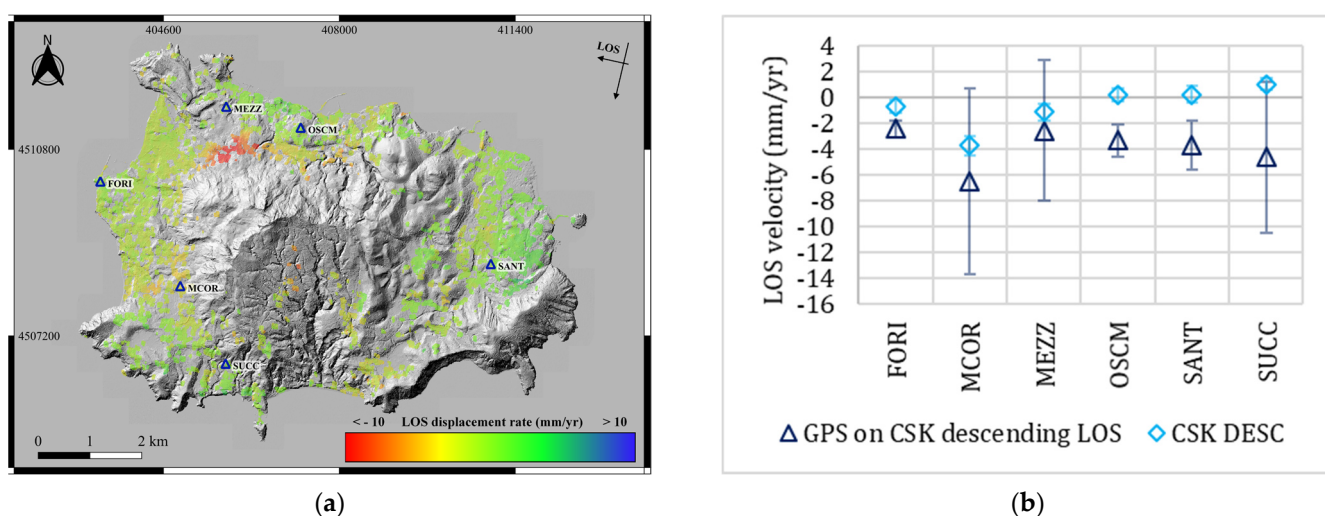 404600 408000 411400
N
LOS
MEZZ
OSCM
4510800
FORI
SANT
MCOR
4507200
SUCC
< - 10 LOS displacement rate (mm/yr) > 10
0 1 2 km
(a)
LOS velocity (mm/yr)
4
2
0
-2
-4
-6
-8
-10
-12
-14
-16
FORI
MCOR
MEZZ
OSCM
SANT
SUCC
GPS on CSK descending LOS CSK DESC
(b)